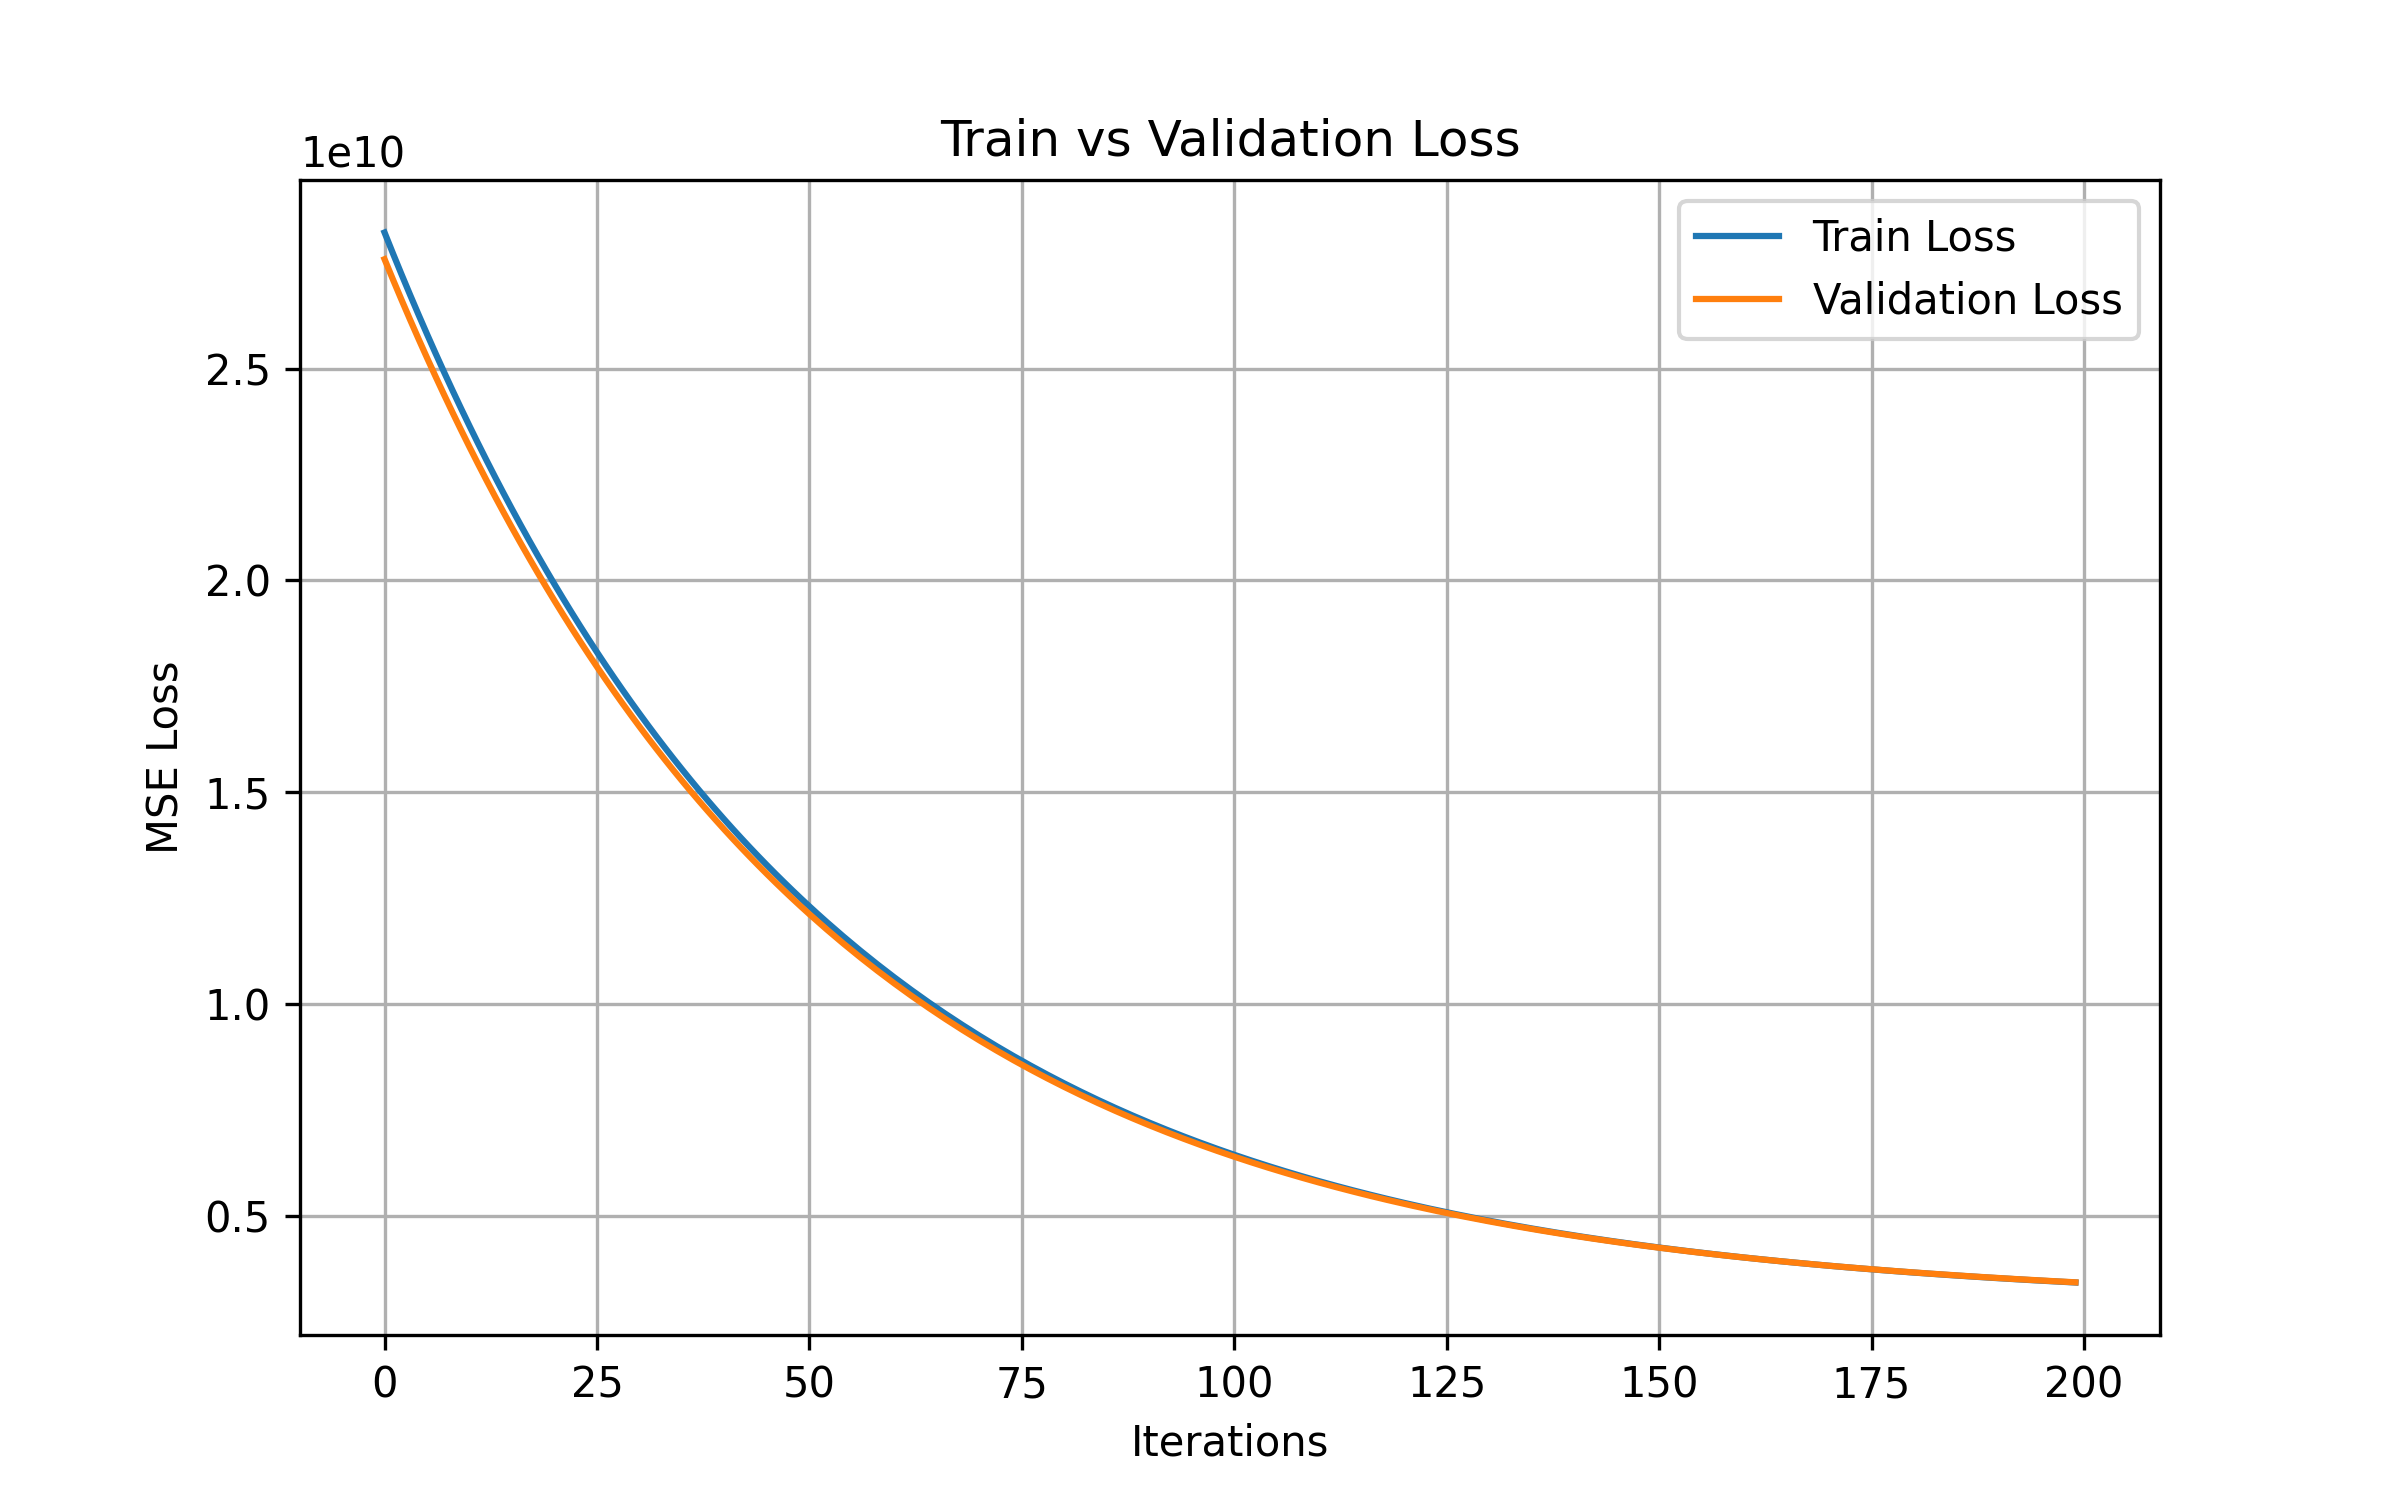 Train vs Validation Loss
1e10
Train Loss
Validation Loss
2.5
2.0
1.5
1.0
0.5
MSE Loss
0 25 50 75 100 125 150 175 200
Iterations